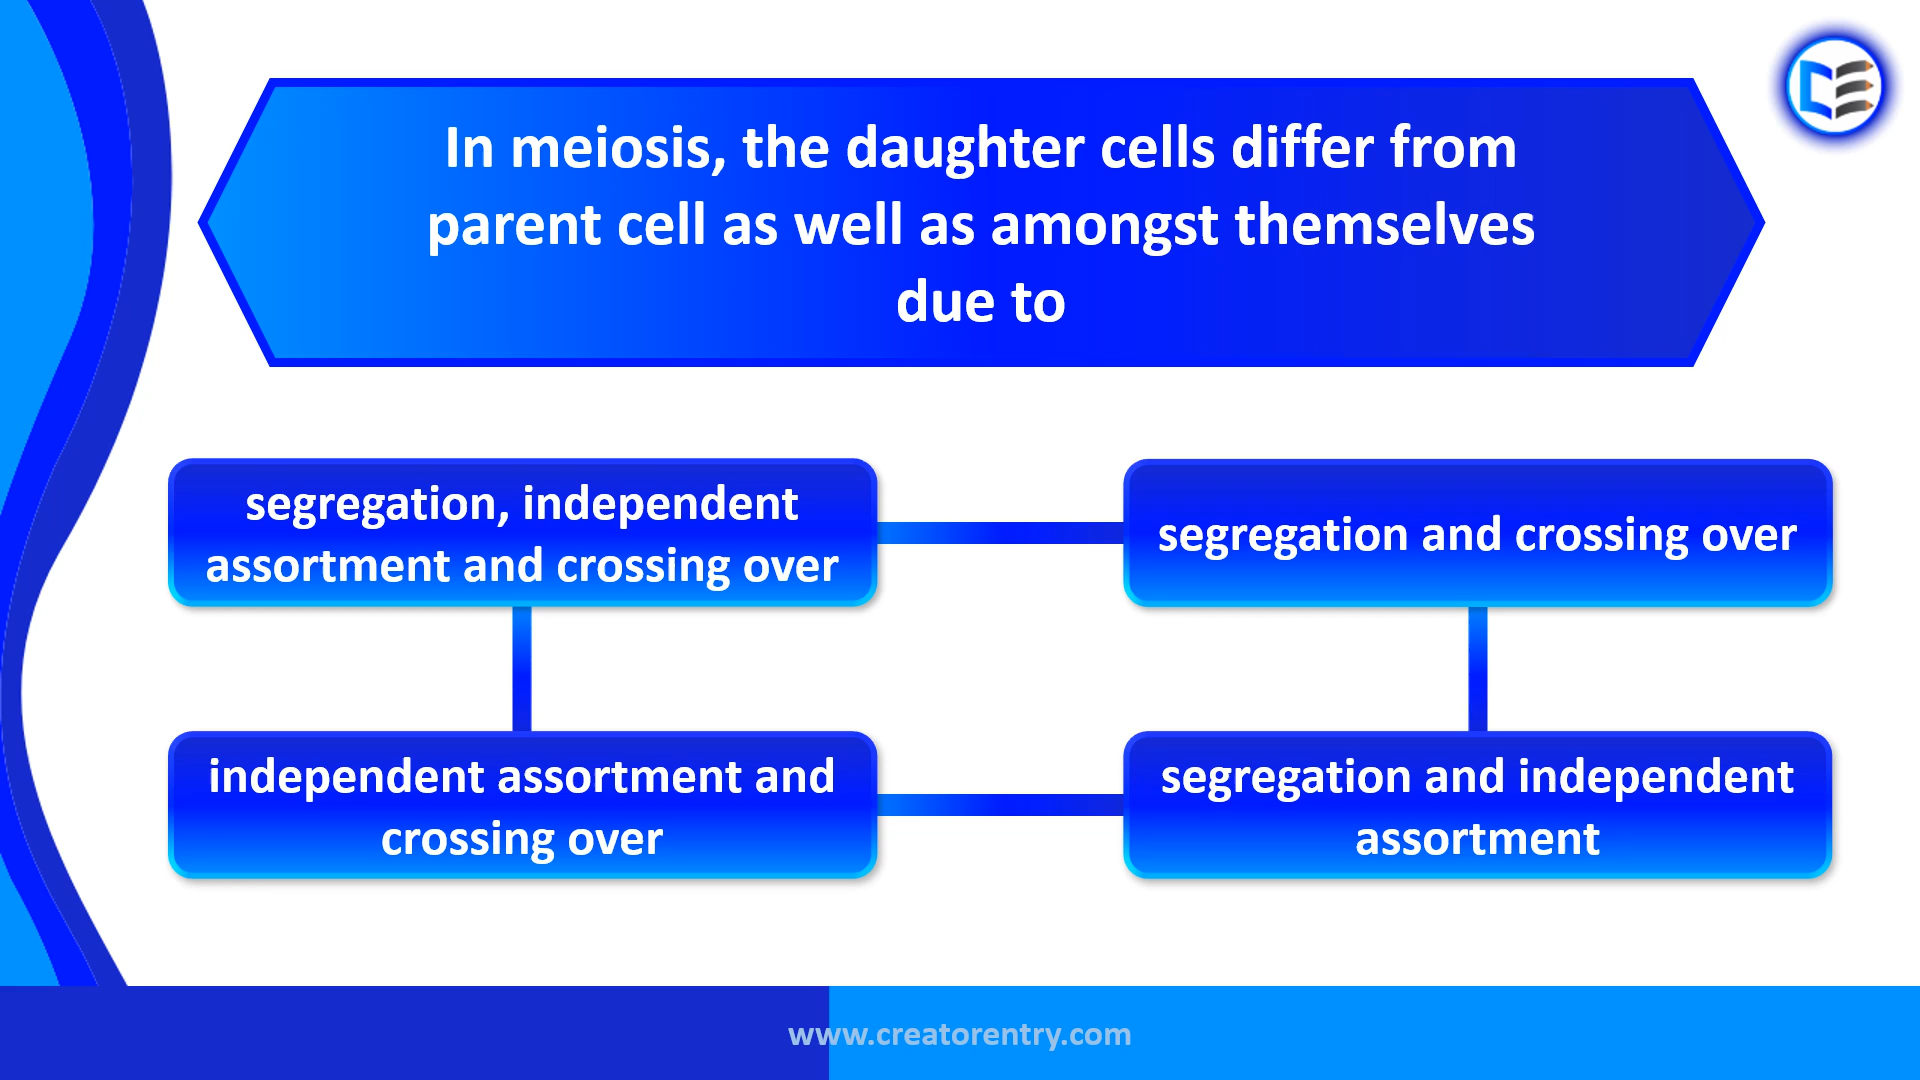 In meiosis, the daughter cells differ from
parent cell as well as amongst themselves
due to
segregation, independent
assortment and crossing over
segregation and crossing over
independent assortment and
crossing over
segregation and independent
assortment
www.creatorentry.com